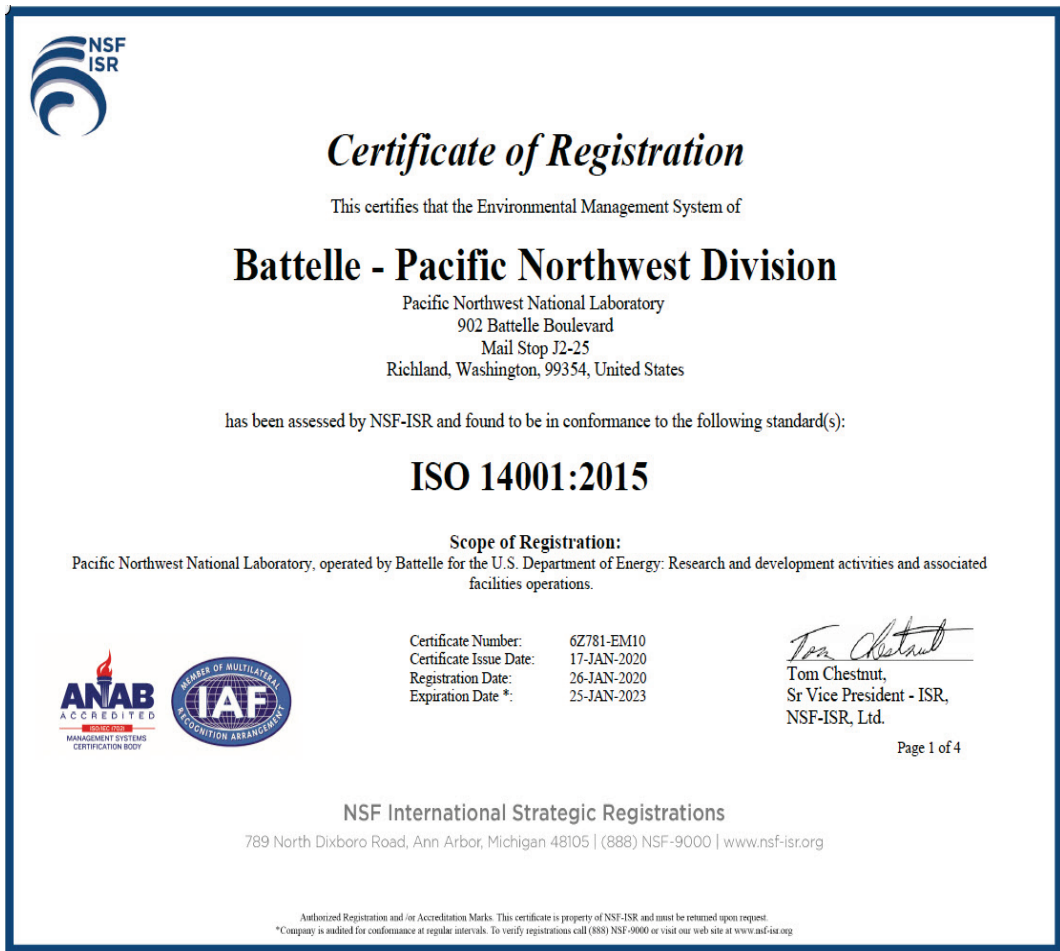 NSF
ISR
Certificate of Registration
This certifies that the Environmental Management System of
Battelle - Pacific Northwest Division
Pacific Northwest National Laboratory
902 Battelle Boulevard
Mail Stop J2-25
Richland, Washington, 99354, United States
has been assessed by NSF-ISR and found to be in conformance to the following standard(s):
ISO 14001:2015
Scope of Registration:
Pacific Northwest National Laboratory, operated by Battelle for the U.S. Department of Energy: Research and development activities and associated
facilities operations.
ANAB
ACCREDITED
ISO/IEC 17021
MANAGEMENT SYSTEMS
CERTIFICATION BODY
MEMBER OF MULTILATERAL
IAF
RECOGNITION ARRANGEMENT
Certificate Number: 6Z781-EM10
Certificate Issue Date: 17-JAN-2020
Registration Date: 26-JAN-2020
Expiration Date *: 25-JAN-2023
Tom Chestnut
Tom Chestnut,
Sr Vice President - ISR,
NSF-ISR, Ltd.
Page 1 of 4
NSF International Strategic Registrations
789 North Dixboro Road, Ann Arbor, Michigan 48105 | (888) NSF-9000 | www.nsf-isr.org
Authorized Registration and /or Accreditation Marks. This certificate is property of NSF-ISR and must be returned upon request.
*Company is audited for conformance at regular intervals. To verify registrations call (888) NSF-9000 or visit our web site at www.nsf-isr.org